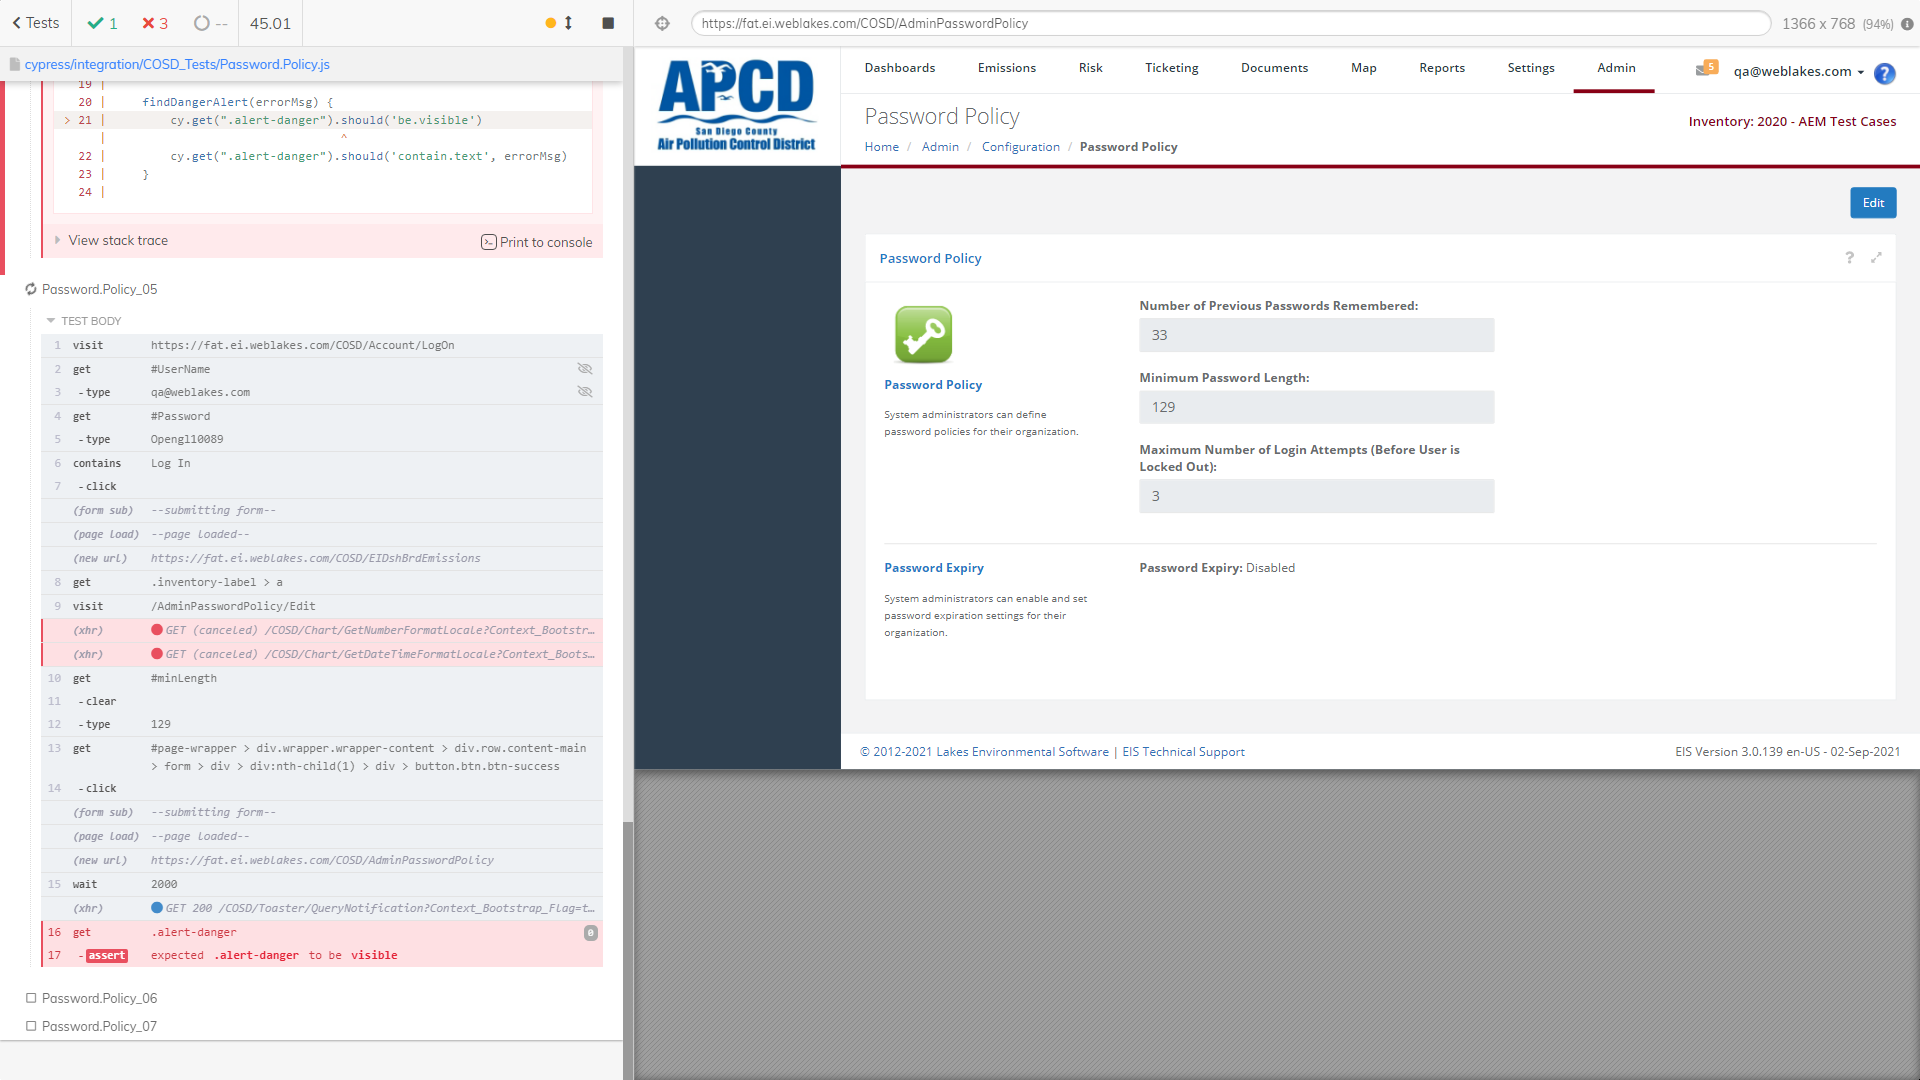 Tests
1
3
--
45.01
cypress/integration/COSD_Tests/Password.Policy.js
19 |
20 | findDangerAlert(errorMsg) {
> 21 | cy.get(".alert-danger").should('be.visible')
| ^
22 | cy.get(".alert-danger").should('contain.text', errorMsg)
23 | }
24 |
View stack trace
Print to console
Password.Policy_05
TEST BODY
1 visit https://fat.ei.weblakes.com/COSD/Account/LogOn
2 get #UserName
3 -type qa@weblakes.com
4 get #Password
5 -type Opengl10089
6 contains Log In
7 -click
(form sub) --submitting form--
(page load) --page loaded--
(new url) https://fat.ei.weblakes.com/COSD/EIDshBrdEmissions
8 get .inventory-label > a
9 visit /AdminPasswordPolicy/Edit
(xhr) GET (canceled) /COSD/Chart/GetNumberFormatLocale?Context_Bootstr...
(xhr) GET (canceled) /COSD/Chart/GetDateTimeFormatLocale?Context_Boots...
10 get #minLength
11 -clear
12 -type 129
13 get #page-wrapper > div.wrapper.wrapper-content > div.row.content-main
> form > div > div:nth-child(1) > div > button.btn.btn-success
14 -click
(form sub) --submitting form--
(page load) --page loaded--
(new url) https://fat.ei.weblakes.com/COSD/AdminPasswordPolicy
15 wait 2000
(xhr) GET 200 /COSD/Toaster/QueryNotification?Context_Bootstrap_Flag=t...
16 get .alert-danger 0
17 -assert expected .alert-danger to be visible
Password.Policy_06
Password.Policy_07
https://fat.ei.weblakes.com/COSD/AdminPasswordPolicy
1366 x 768 (94%)
APCD
San Diego County
Air Pollution Control District
Dashboards Emissions Risk Ticketing Documents Map Reports Settings Admin
5
qa@weblakes.com
?
Password Policy
Inventory: 2020 - AEM Test Cases
Home / Admin / Configuration / Password Policy
Edit
Password Policy
?
Number of Previous Passwords Remembered:
33
Minimum Password Length:
129
Password Policy
System administrators can define
password policies for their organization.
Maximum Number of Login Attempts (Before User is
Locked Out):
3
Password Expiry
Password Expiry: Disabled
System administrators can enable and set
password expiration settings for their
organization.
© 2012-2021 Lakes Environmental Software | EIS Technical Support
EIS Version 3.0.139 en-US - 02-Sep-2021